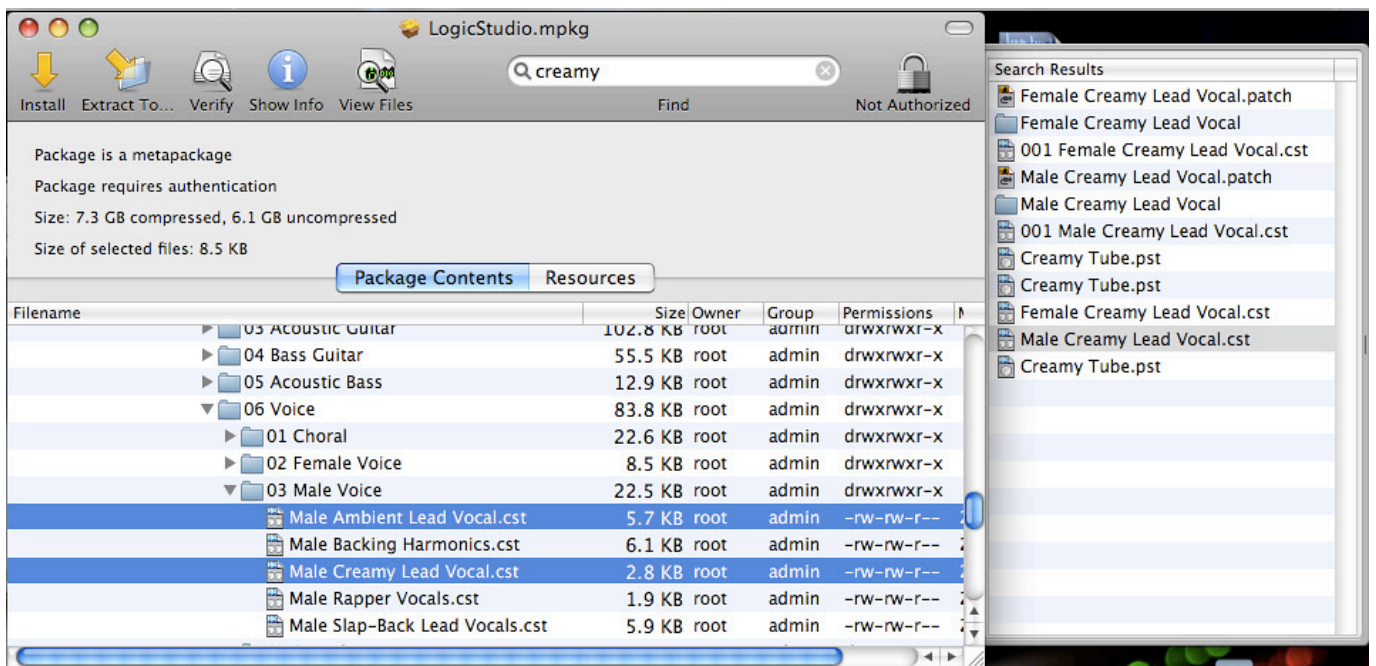 LogicStudio.mpkg
creamy
Install Extract To... Verify Show Info View Files Find Not Authorized
Package is a metapackage
Package requires authentication
Size: 7.3 GB compressed, 6.1 GB uncompressed
Size of selected files: 8.5 KB
Package Contents Resources
Filename Size Owner Group Permissions
03 Acoustic Guitar 102.8 KB root admin drwxrwxr-x
04 Bass Guitar 55.5 KB root admin drwxrwxr-x
05 Acoustic Bass 12.9 KB root admin drwxrwxr-x
06 Voice 83.8 KB root admin drwxrwxr-x
01 Choral 22.6 KB root admin drwxrwxr-x
02 Female Voice 8.5 KB root admin drwxrwxr-x
03 Male Voice 22.5 KB root admin drwxrwxr-x
Male Ambient Lead Vocal.cst 5.7 KB root admin -rw-rw-r--
Male Backing Harmonics.cst 6.1 KB root admin -rw-rw-r--
Male Creamy Lead Vocal.cst 2.8 KB root admin -rw-rw-r--
Male Rapper Vocals.cst 1.9 KB root admin -rw-rw-r--
Male Slap-Back Lead Vocals.cst 5.9 KB root admin -rw-rw-r--
Search Results
Female Creamy Lead Vocal.patch
Female Creamy Lead Vocal
001 Female Creamy Lead Vocal.cst
Male Creamy Lead Vocal.patch
Male Creamy Lead Vocal
001 Male Creamy Lead Vocal.cst
Creamy Tube.pst
Creamy Tube.pst
Female Creamy Lead Vocal.cst
Male Creamy Lead Vocal.cst
Creamy Tube.pst